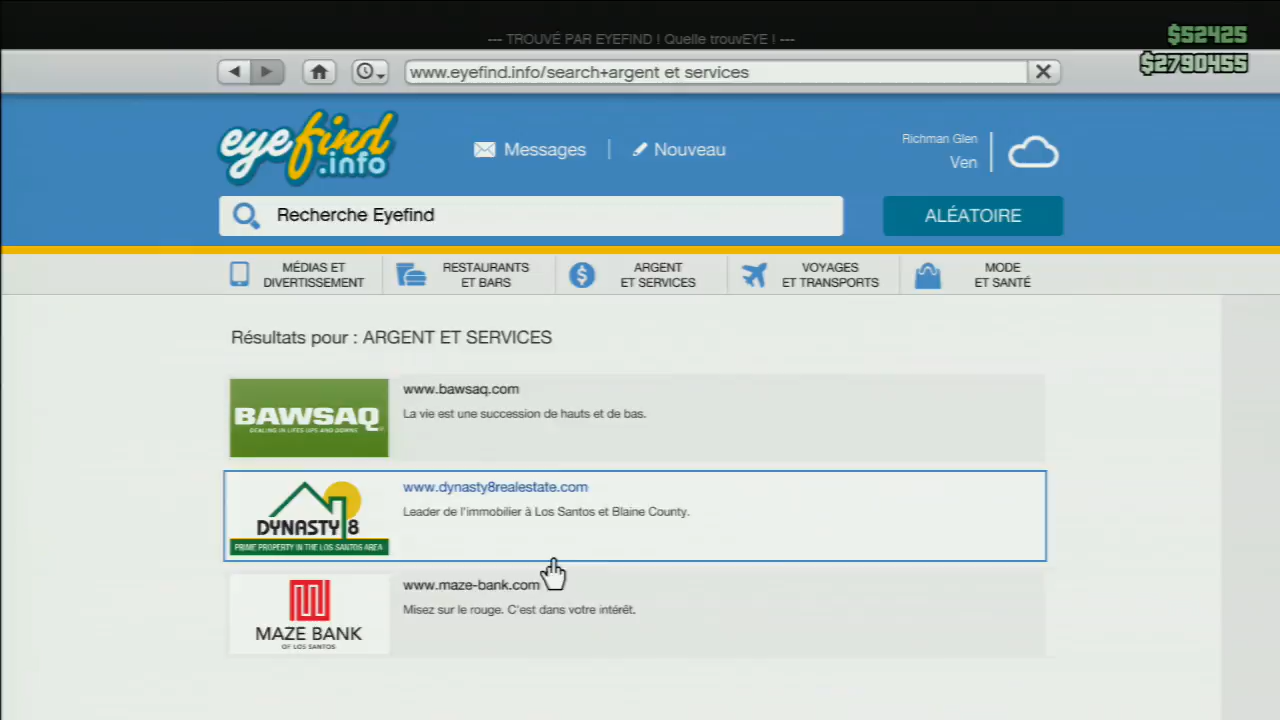 --- TROUVÉ PAR EYEFIND ! Quelle trouvEYE ! ---
$52425
$2790455
www.eyefind.info/search+argent et services
eyefind
.info
Messages
Nouveau
Richman Glen
Ven
Recherche Eyefind
ALÉATOIRE
MÉDIAS ET
DIVERTISSEMENT
RESTAURANTS
ET BARS
ARGENT
ET SERVICES
VOYAGES
ET TRANSPORTS
MODE
ET SANTÉ
Résultats pour : ARGENT ET SERVICES
BAWSAQ
DEALING IN LIFES UPS AND DOWNS
www.bawsaq.com
La vie est une succession de hauts et de bas.
DYNASTY 8
PRIME PROPERTY IN THE LOS SANTOS AREA
www.dynasty8realestate.com
Leader de l'immobilier à Los Santos et Blaine County.
MAZE BANK
OF LOS SANTOS
www.maze-bank.com
Misez sur le rouge. C'est dans votre intérêt.